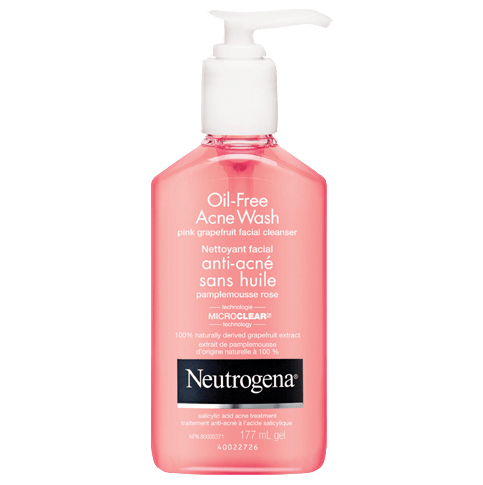 Oil-Free
Acne Wash
pink grapefruit facial cleanser
Nettoyant facial
anti-acné
sans huile
pamplemousse rose
technologie
MICROCLEAR
technology
100% naturally derived grapefruit extract
extrait de pamplemousse
d'origine naturelle à 100 %
Neutrogena®
salicylic acid acne treatment
traitement anti-acné à l'acide salicylique
177 mL gel
40022726